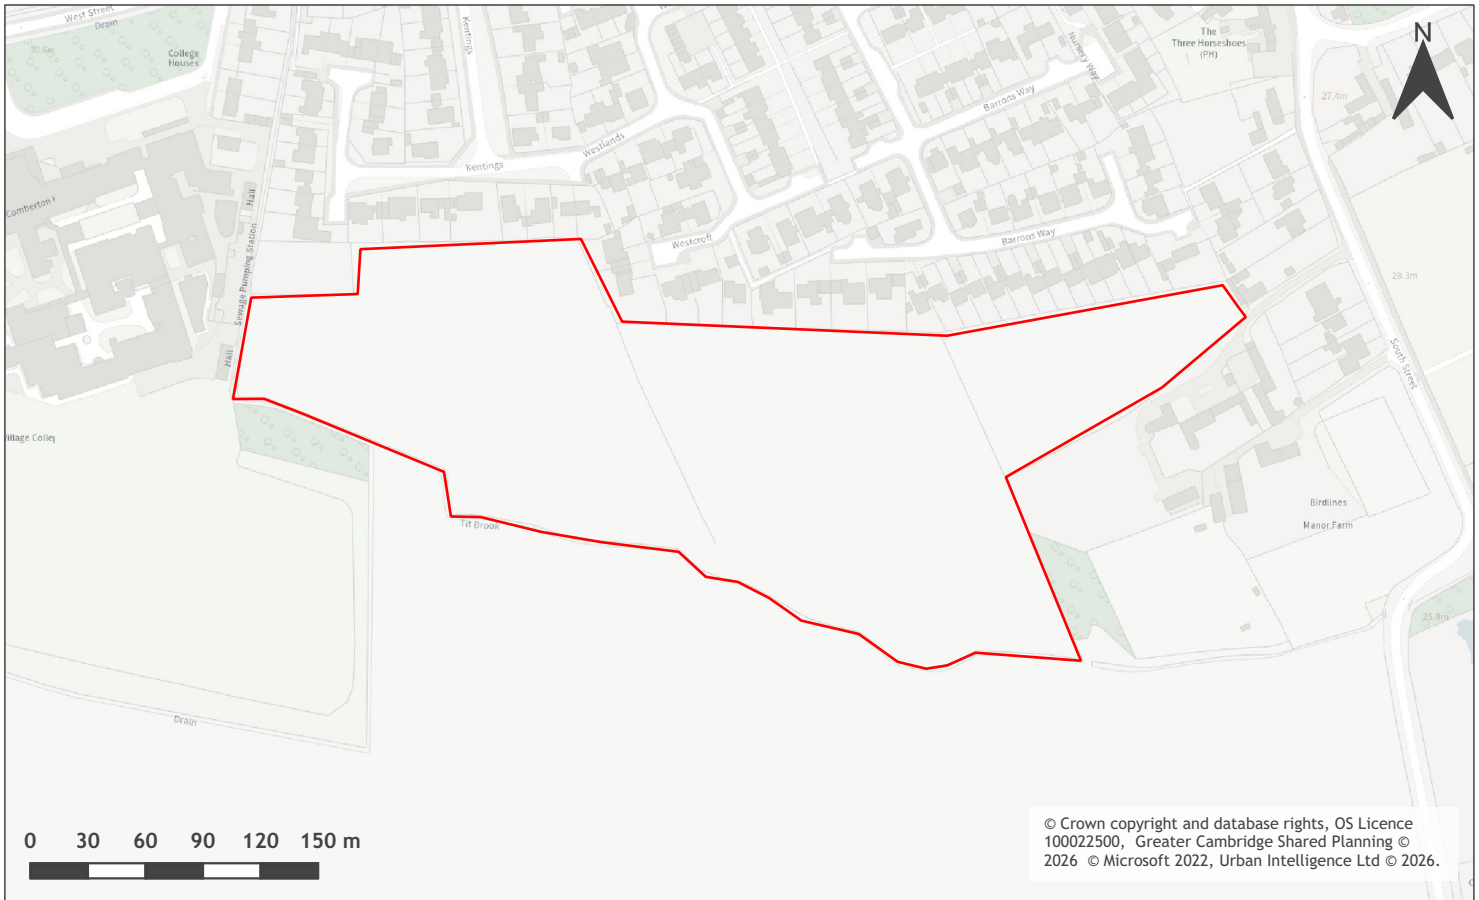 West Street
Drain
30.6m
College
Houses
Kentings
Nursery Way
The
Three Horseshoes
(PH)
N
27.4m
Barrons Way
Westlands
Kentings
Comberton
Hall
Sewage Pumping Station
Westcroft
Barrons Way
28.3m
Hall
South Street
Village Colleg
Birdlines
Manor Farm
Tit Brook
25.8m
Drain
0 30 60 90 120 150 m
© Crown copyright and database rights, OS Licence
100022500, Greater Cambridge Shared Planning ©
2026 © Microsoft 2022, Urban Intelligence Ltd © 2026.